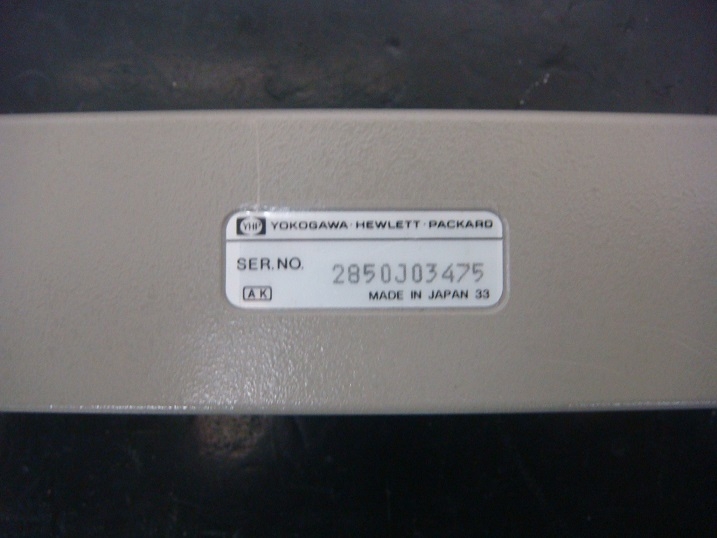 YHP YOKOGAWA·HEWLETT·PACKARD
SER.NO. 2850J03475
AK MADE IN JAPAN 33